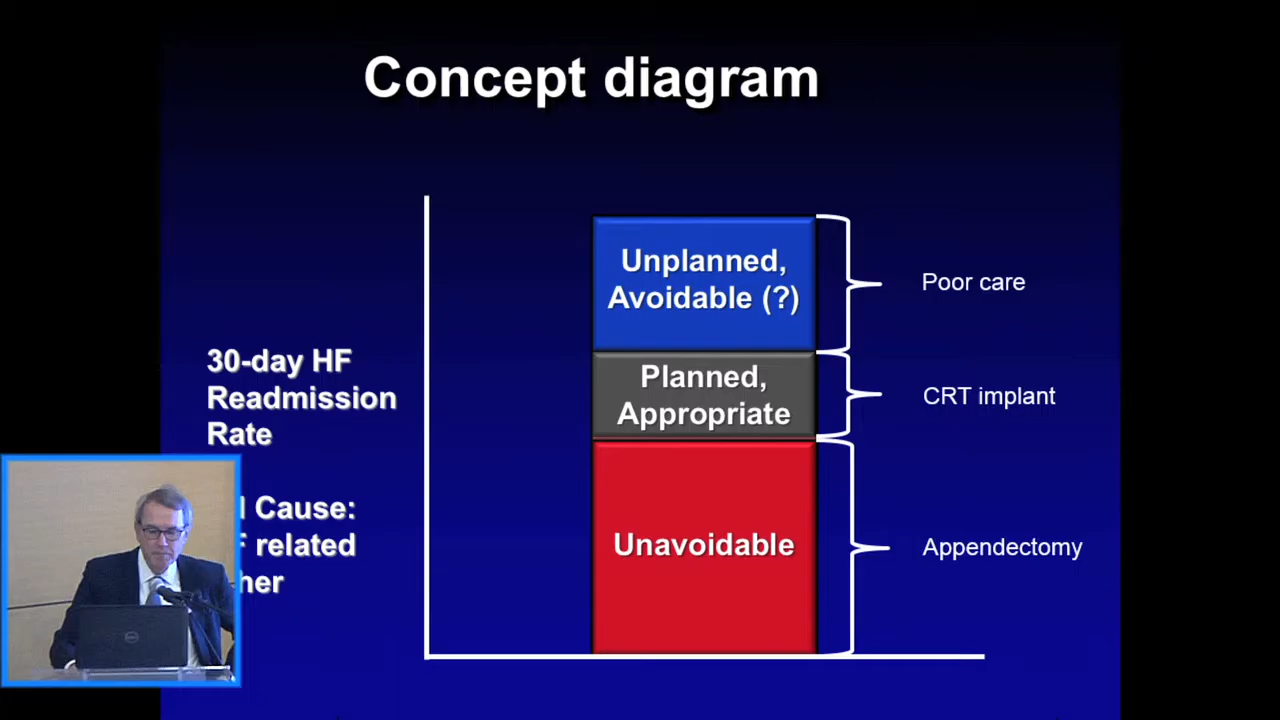 Concept diagram
30-day HF
Readmission
Rate
Cause:
related
Unplanned,
Avoidable (?)
Planned,
Appropriate
Unavoidable
Poor care
CRT implant
Appendectomy